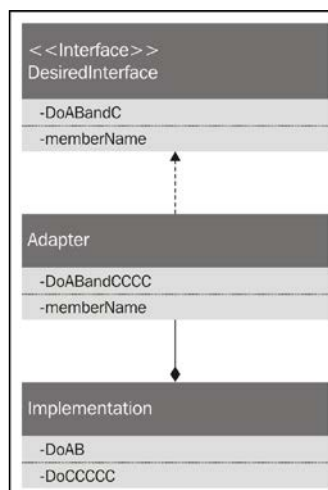 <<Interface>>
DesiredInterface
-DoABandC
-memberName
Adapter
-DoABandCCCC
-memberName
Implementation
-DoAB
-DoCCCCC